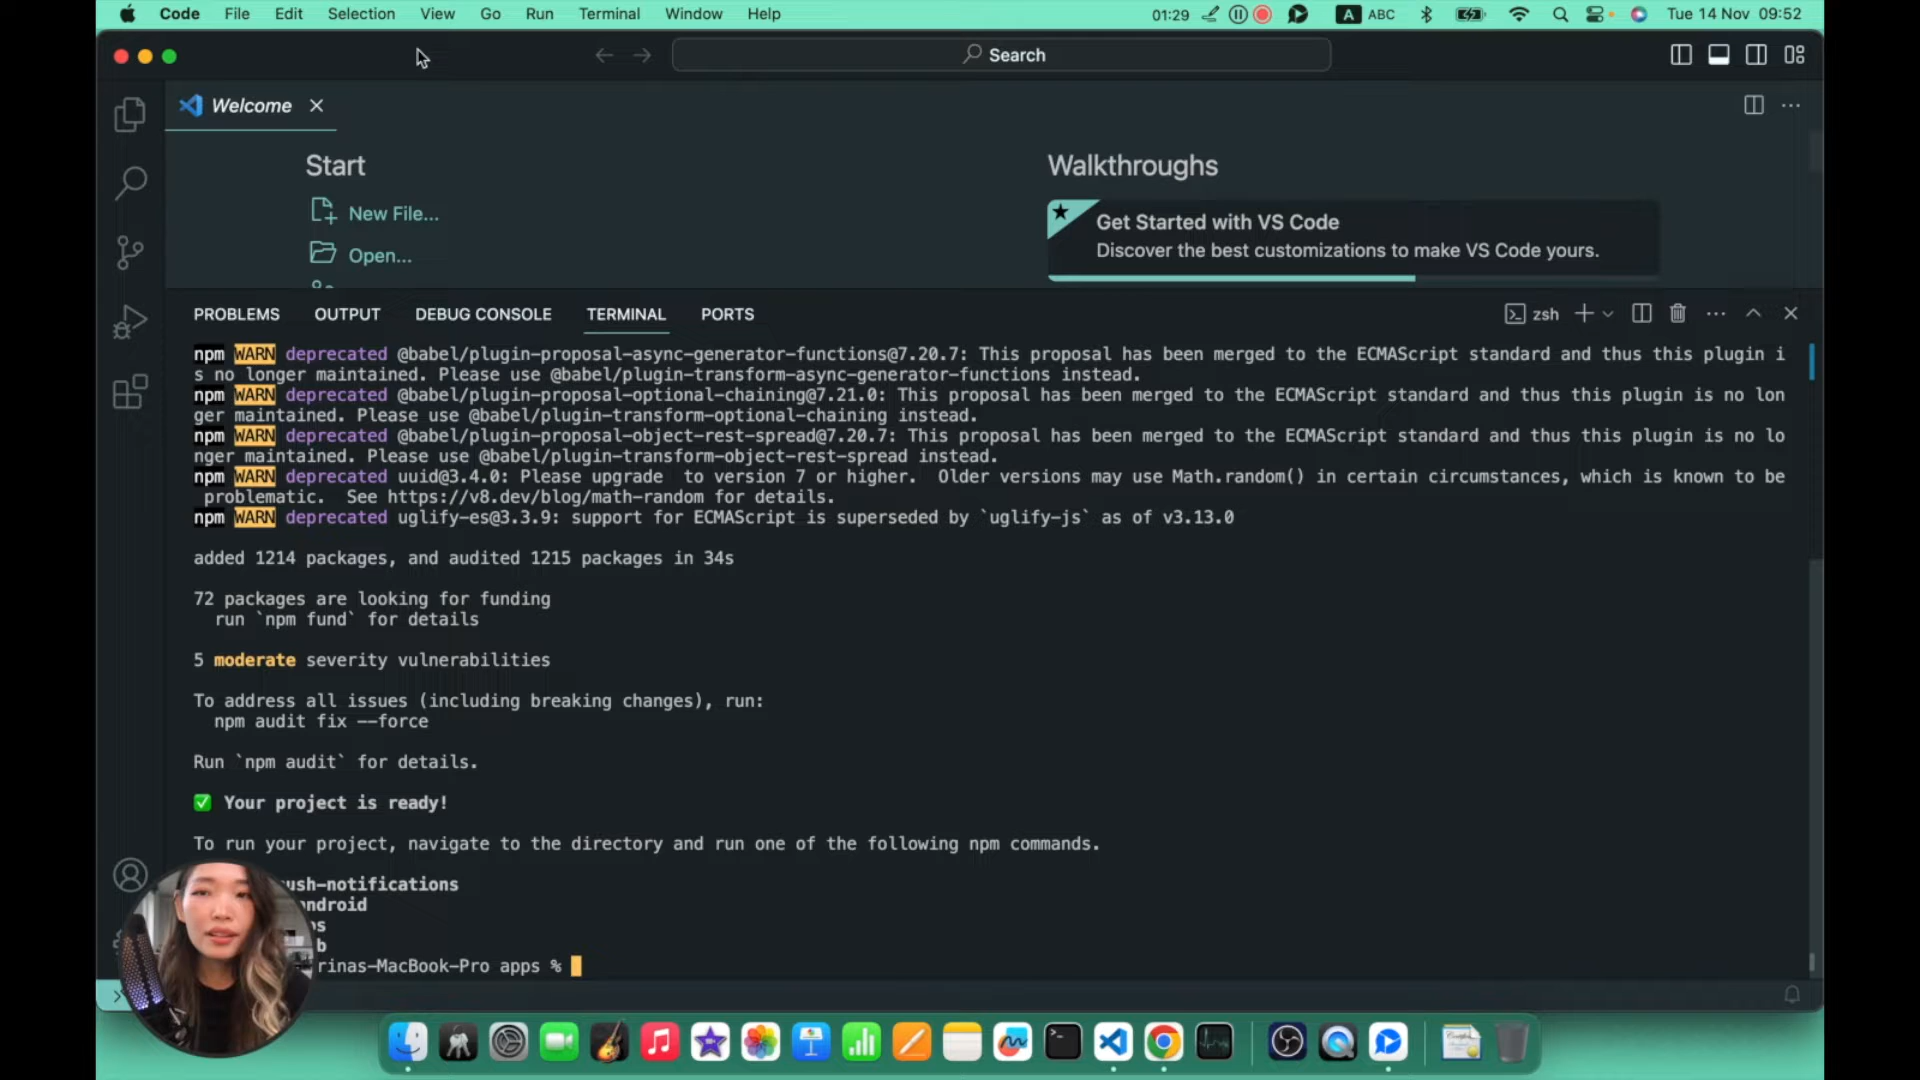 Code File Edit Selection View Go Run Terminal Window Help 01:29 A ABC Tue 14 Nov 09:52
Search
Welcome
Start
Walkthroughs
New File...
Get Started with VS Code
Open...
Discover the best customizations to make VS Code yours.
PROBLEMS OUTPUT DEBUG CONSOLE TERMINAL PORTS zsh
npm WARN deprecated @babel/plugin-proposal-async-generator-functions@7.20.7: This proposal has been merged to the ECMAScript standard and thus this plugin i
s no longer maintained. Please use @babel/plugin-transform-async-generator-functions instead.
npm WARN deprecated @babel/plugin-proposal-optional-chaining@7.21.0: This proposal has been merged to the ECMAScript standard and thus this plugin is no lon
ger maintained. Please use @babel/plugin-transform-optional-chaining instead.
npm WARN deprecated @babel/plugin-proposal-object-rest-spread@7.20.7: This proposal has been merged to the ECMAScript standard and thus this plugin is no lo
nger maintained. Please use @babel/plugin-transform-object-rest-spread instead.
npm WARN deprecated uuid@3.4.0: Please upgrade  to version 7 or higher.  Older versions may use Math.random() in certain circumstances, which is known to be
problematic.  See https://v8.dev/blog/math-random for details.
npm WARN deprecated uglify-es@3.3.9: support for ECMAScript is superseded by `uglify-js` as of v3.13.0
added 1214 packages, and audited 1215 packages in 34s
72 packages are looking for funding
run `npm fund` for details
5 moderate severity vulnerabilities
To address all issues (including breaking changes), run:
npm audit fix --force
Run `npm audit` for details.
✅ Your project is ready!
To run your project, navigate to the directory and run one of the following npm commands.
ush-notifications
ndroid
os
b
rinas-MacBook-Pro apps %